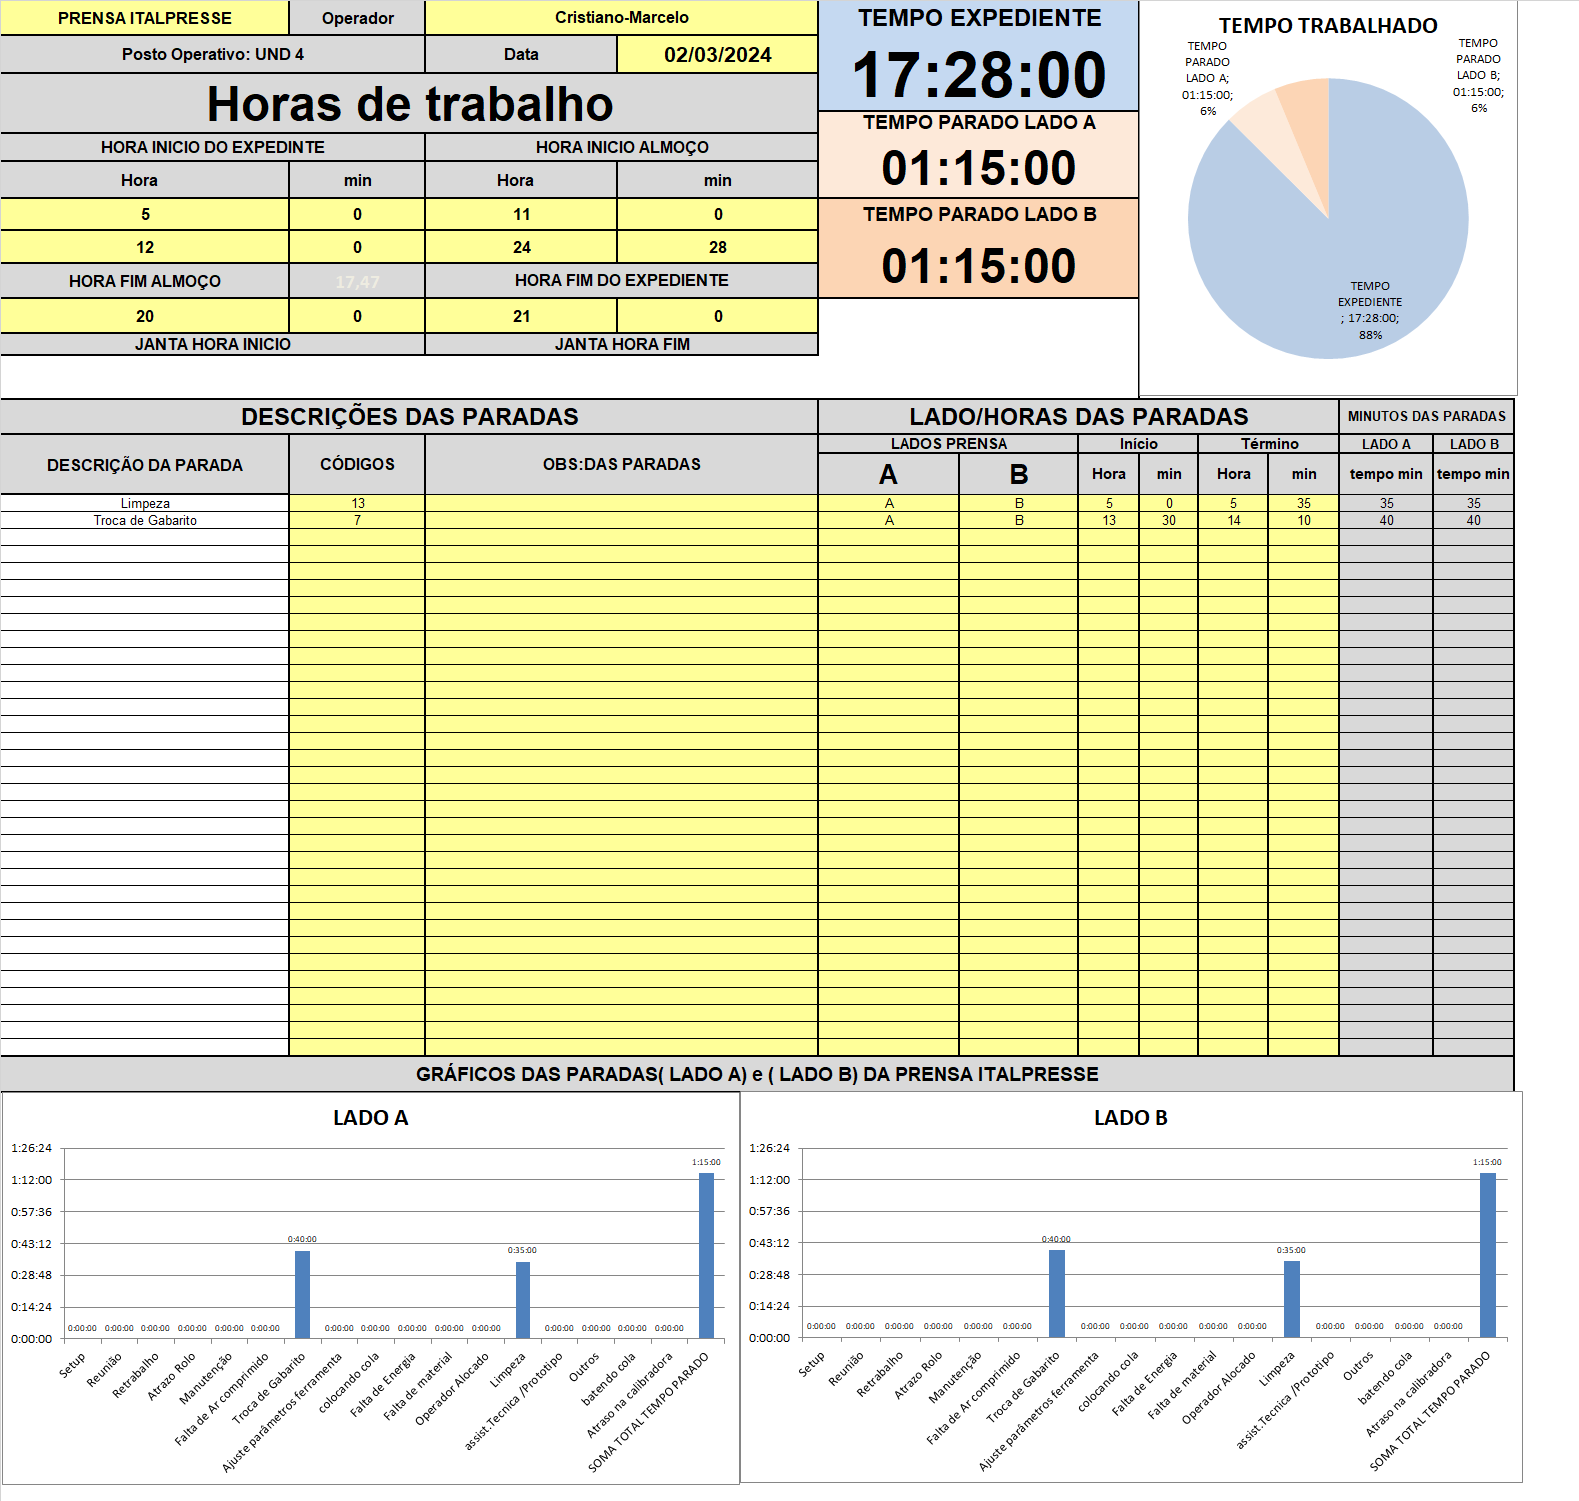 PRENSA ITALPRESSE Operador Cristiano-Marcelo
Posto Operativo: UND 4 Data 02/03/2024
Horas de trabalho
HORA INICIO DO EXPEDINTE HORA INICIO ALMOÇO
Hora min Hora min
5 0 11 0
12 0 24 28
HORA FIM ALMOÇO 17,47 HORA FIM DO EXPEDIENTE
20 0 21 0
JANTA HORA INICIO JANTA HORA FIM
TEMPO EXPEDIENTE
17:28:00
TEMPO PARADO LADO A
01:15:00
TEMPO PARADO LADO B
01:15:00
TEMPO TRABALHADO
TEMPO
PARADO
LADO A;
01:15:00;
6%
TEMPO
PARADO
LADO B;
01:15:00;
6%
TEMPO
EXPEDIENTE
; 17:28:00;
88%
DESCRIÇÕES DAS PARADAS LADO/HORAS DAS PARADAS MINUTOS DAS PARADAS
LADOS PRENSA Início Término LADO A LADO B
DESCRIÇÃO DA PARADA CÓDIGOS OBS:DAS PARADAS A B Hora min Hora min tempo min tempo min
Limpeza 13 A B 5 0 5 35 35 35
Troca de Gabarito 7 A B 13 30 14 10 40 40
GRÁFICOS DAS PARADAS( LADO A) e ( LADO B) DA PRENSA ITALPRESSE
LADO A
1:26:24
1:12:00
0:57:36
0:43:12
0:28:48
0:14:24
0:00:00
0:00:00 0:00:00 0:00:00 0:00:00 0:00:00 0:00:00 0:40:00 0:00:00 0:00:00 0:00:00 0:00:00 0:00:00 0:35:00 0:00:00 0:00:00 0:00:00 0:00:00 1:15:00
Setup
Reunião
Retrabalho
Atrazo Rolo
Manutenção
Falta de Ar comprimido
Troca de Gabarito
Ajuste parâmetros ferramenta
colocando cola
Falta de Energia
Falta de material
Operador Alocado
Limpeza
assist.Tecnica /Prototipo
Outros
batendo cola
Atraso na calibradora
SOMA TOTAL TEMPO PARADO
LADO B
1:26:24
1:12:00
0:57:36
0:43:12
0:28:48
0:14:24
0:00:00
0:00:00 0:00:00 0:00:00 0:00:00 0:00:00 0:00:00 0:40:00 0:00:00 0:00:00 0:00:00 0:00:00 0:00:00 0:35:00 0:00:00 0:00:00 0:00:00 0:00:00 1:15:00
Setup
Reunião
Retrabalho
Atrazo Rolo
Manutenção
Falta de Ar comprimido
Troca de Gabarito
Ajuste parâmetros ferramenta
colocando cola
Falta de Energia
Falta de material
Operador Alocado
Limpeza
assist.Tecnica /Prototipo
Outros
batendo cola
Atraso na calibradora
SOMA TOTAL TEMPO PARADO